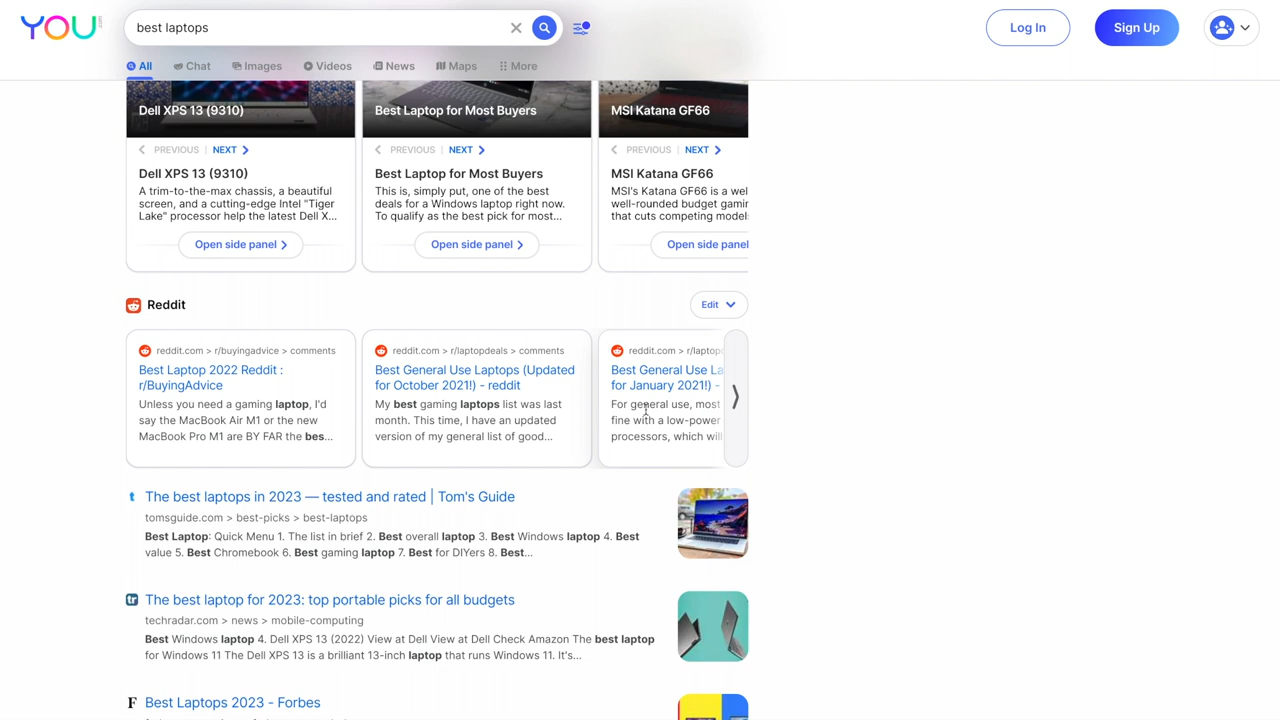 YOU.com
best laptops
Log In
Sign Up
All
Chat
Images
Videos
News
Maps
More
Dell XPS 13 (9310)
Best Laptop for Most Buyers
MSI Katana GF66
PREVIOUS | NEXT
PREVIOUS | NEXT
PREVIOUS | NEXT
Dell XPS 13 (9310)
A trim-to-the-max chassis, a beautiful
screen, and a cutting-edge Intel "Tiger
Lake" processor help the latest Dell X...
Open side panel
Best Laptop for Most Buyers
This is, simply put, one of the best
deals for a Windows laptop right now.
To qualify as the best pick for most...
Open side panel
MSI Katana GF66
MSI's Katana GF66 is a wel
well-rounded budget gamin
that cuts competing model
Open side panel
Reddit
Edit
reddit.com > r/buyingadvice > comments
Best Laptop 2022 Reddit :
r/BuyingAdvice
Unless you need a gaming laptop, I'd
say the MacBook Air M1 or the new
MacBook Pro M1 are BY FAR the bes...
reddit.com > r/laptopdeals > comments
Best General Use Laptops (Updated
for October 2021!) - reddit
My best gaming laptops list was last
month. This time, I have an updated
version of my general list of good...
reddit.com > r/laptop
Best General Use La
for January 2021!) -
For general use, most
fine with a low-power
processors, which will
The best laptops in 2023 — tested and rated | Tom's Guide
tomsguide.com > best-picks > best-laptops
Best Laptop: Quick Menu 1. The list in brief 2. Best overall laptop 3. Best Windows laptop 4. Best
value 5. Best Chromebook 6. Best gaming laptop 7. Best for DIYers 8. Best...
The best laptop for 2023: top portable picks for all budgets
techradar.com > news > mobile-computing
Best Windows laptop 4. Dell XPS 13 (2022) View at Dell View at Dell Check Amazon The best laptop
for Windows 11 The Dell XPS 13 is a brilliant 13-inch laptop that runs Windows 11. It's...
Best Laptops 2023 - Forbes